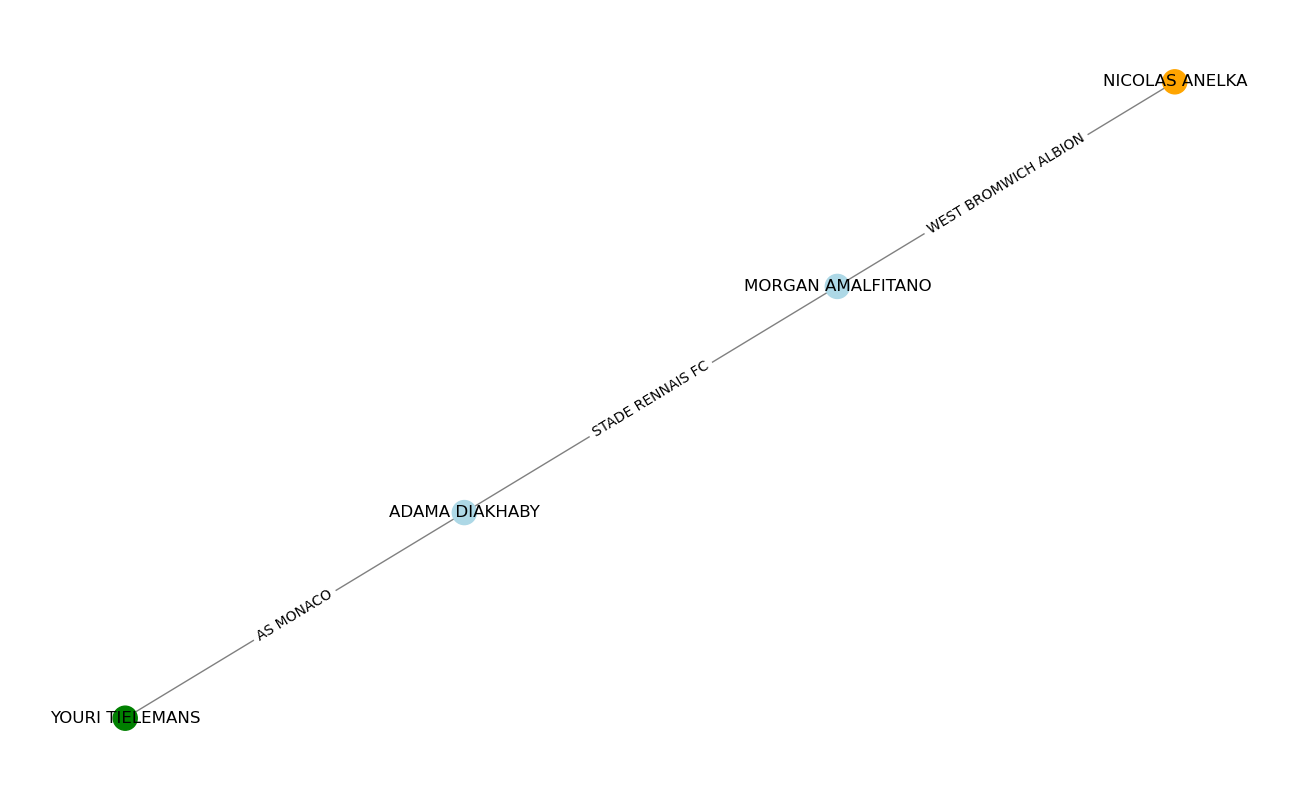 NICOLAS ANELKA
WEST BROMWICH ALBION
MORGAN AMALFITANO
STADE RENNAIS FC
ADAMA DIAKHABY
AS MONACO
YOURI TIELEMANS